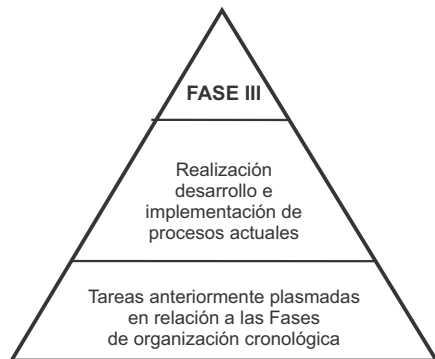 FASE III
Realización
desarrollo e
implementación de
procesos actuales
Tareas anteriormente plasmadas
en relación a las Fases
de organización cronológica